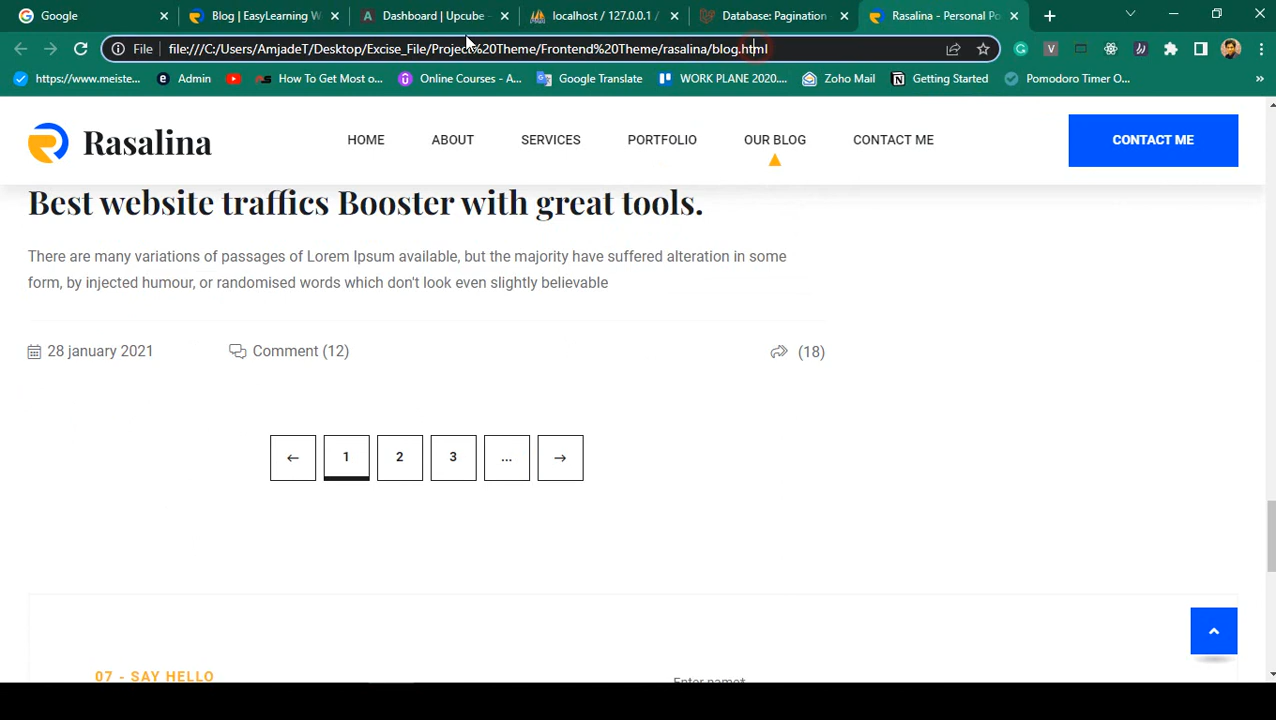 Google
Blog | EasyLearning W
Dashboard | Upcube -
localhost / 127.0.0.1 /
Database: Pagination
Rasalina - Personal Po
File
file:///C:/Users/AmjadeT/Desktop/Excise_File/Project%20Theme/Frontend%20Theme/rasalina/blog.html
https://www.meiste...
Admin
How To Get Most o...
Online Courses - A...
Google Translate
WORK PLANE 2020....
Zoho Mail
Getting Started
Pomodoro Timer O...
»
Rasalina
HOME
ABOUT
SERVICES
PORTFOLIO
OUR BLOG
CONTACT ME
CONTACT ME
Best website traffics Booster with great tools.
There are many variations of passages of Lorem Ipsum available, but the majority have suffered alteration in some
form, by injected humour, or randomised words which don't look even slightly believable
28 january 2021
Comment (12)
(18)
← 1 2 3 ... →
07 - SAY HELLO
Enter name*